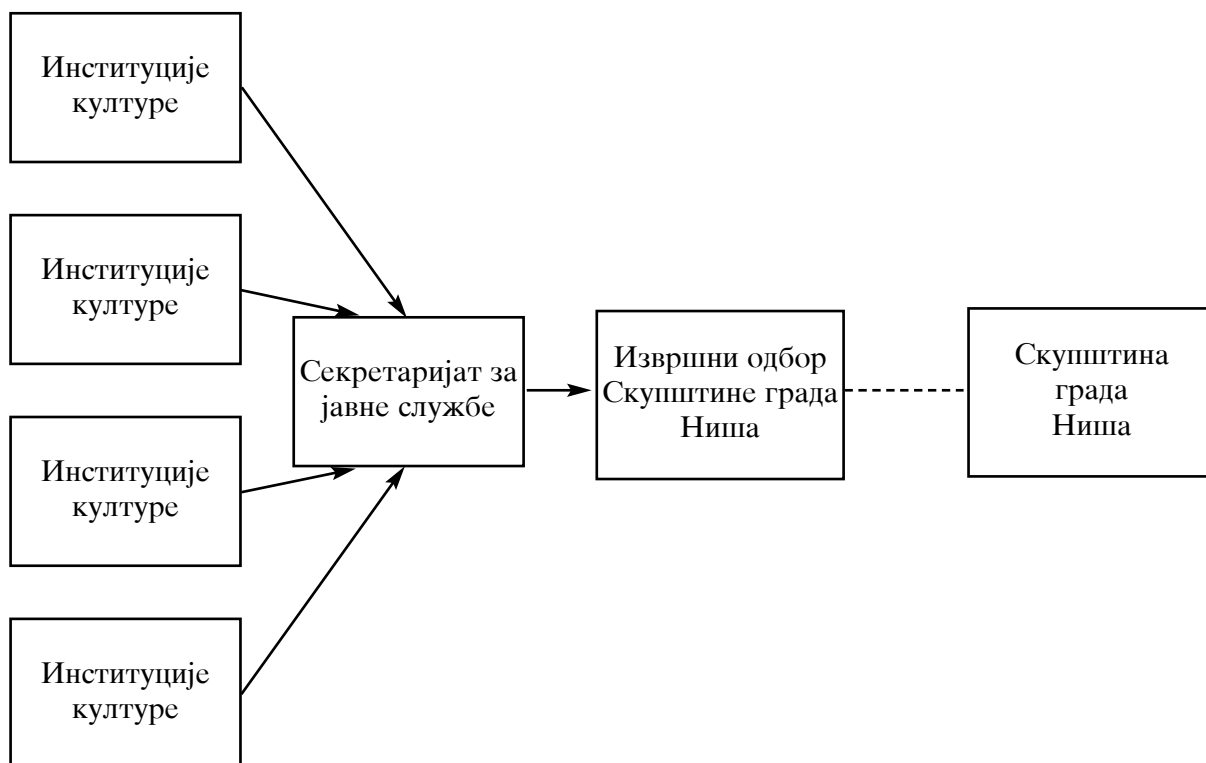 Институције
културе
Институције
културе
Институције
културе
Институције
културе
Секретаријат за
јавне службе
Извршни одбор
Скупштине града
Ниша
Скупштина
града
Ниша